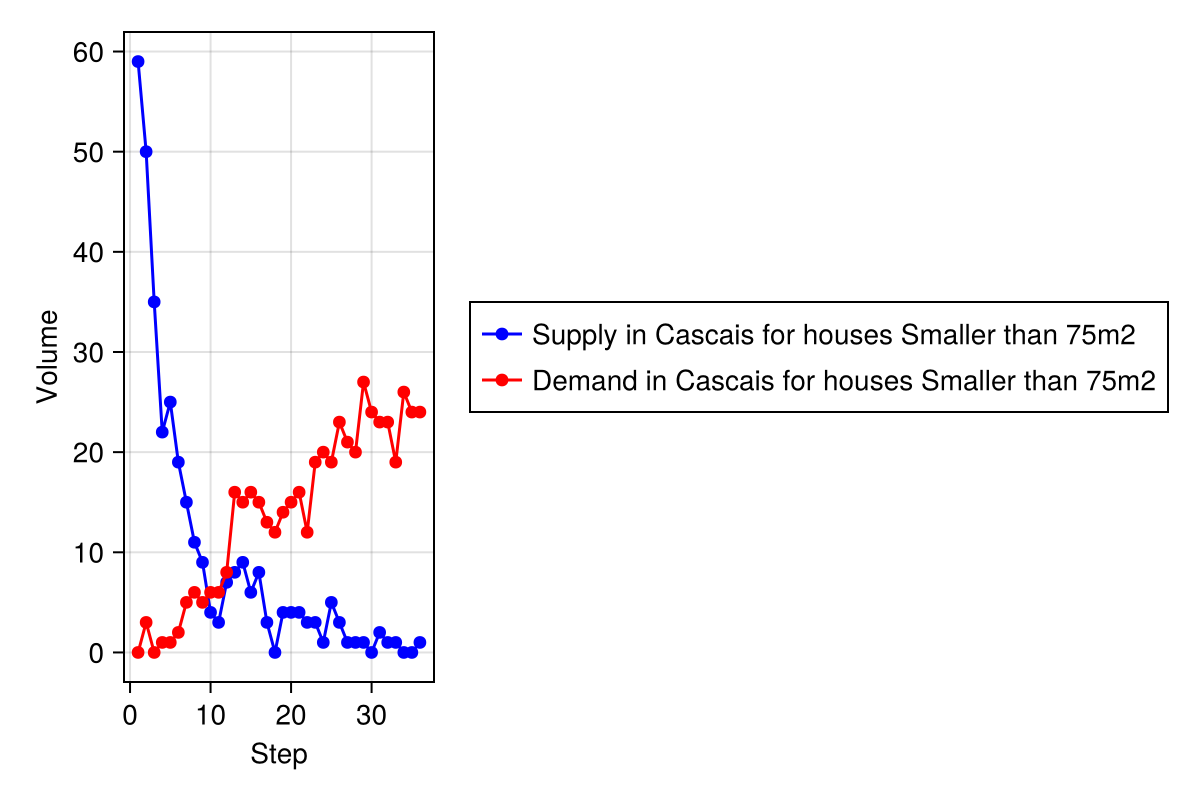 60
50
40
30
20
10
0
Volume
0 10 20 30
Step
Supply in Cascais for houses Smaller than 75m2
Demand in Cascais for houses Smaller than 75m2